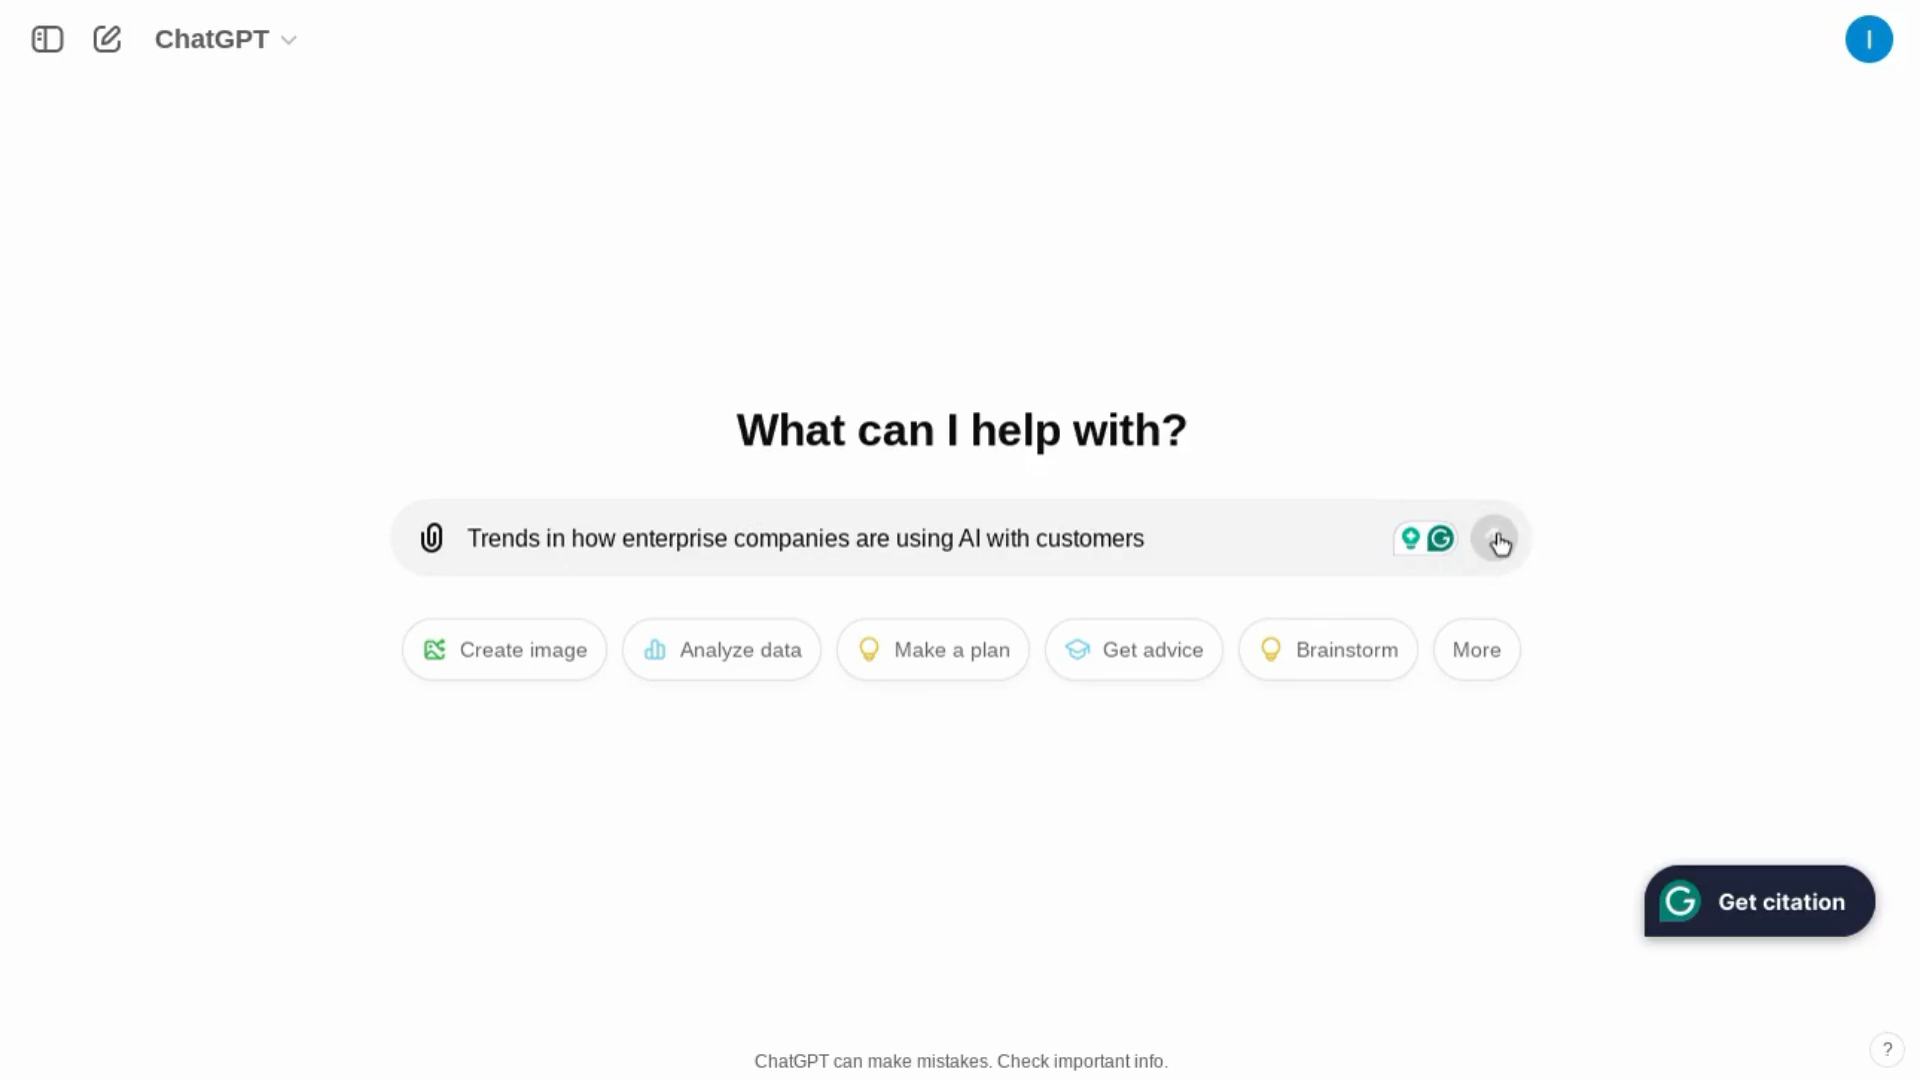 ChatGPT
I
What can I help with?
Trends in how enterprise companies are using AI with customers
Create image
Analyze data
Make a plan
Get advice
Brainstorm
More
Get citation
ChatGPT can make mistakes. Check important info.
?